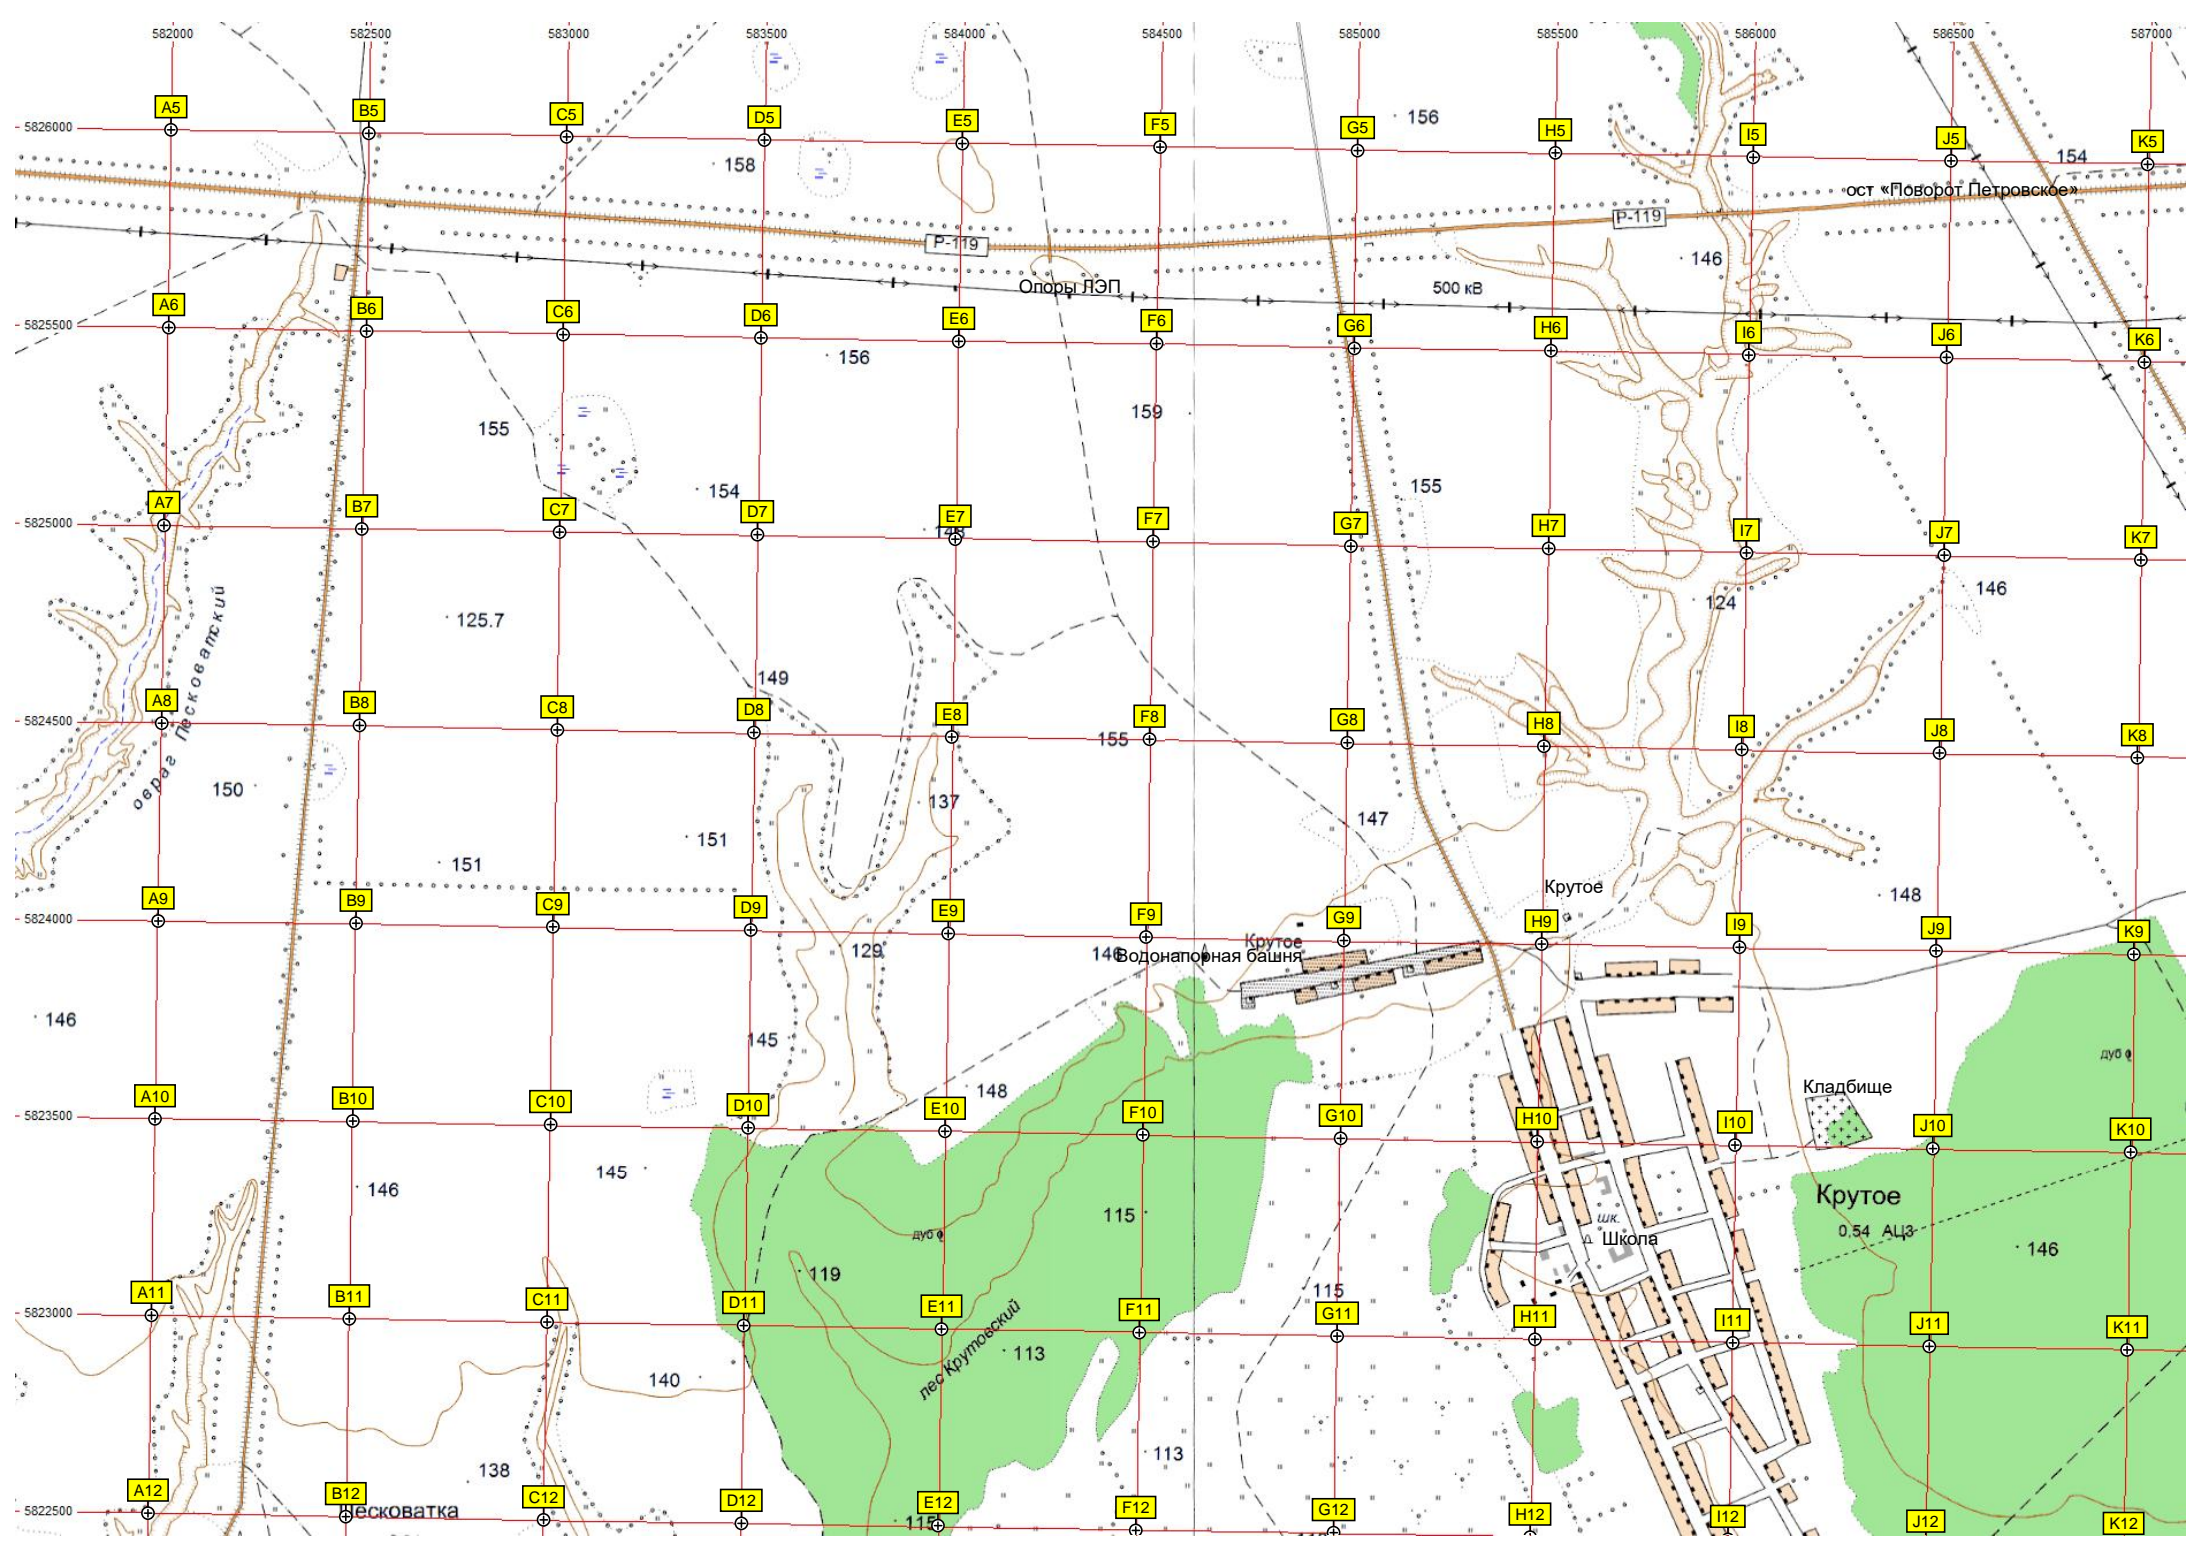 582000 582500 583000 583500 584000 584500 585000 585500 586000 586500 587000
A5 B5 C5 D5 E5 F5 G5 H5 I5 J5 K5
5826000
156
158
154
ост «Поворот Петровское»
Р-119
Р-119
146
Опоры ЛЭП
500 кВ
A6 B6 C6 D6 E6 F6 G6 H6 I6 J6 K6
5825500
156
159
155
154
155
A7 B7 C7 D7 E7 F7 G7 H7 I7 J7 K7
5825000
146
124
125.7
овраг Песковатский
149
A8 B8 C8 D8 E8 F8 G8 H8 I8 J8 K8
5824500
155
150
137
147
151
151
148
Крутое
A9 B9 C9 D9 E9 F9 G9 H9 I9 J9 K9
5824000
129
146
Крутое
Водонапорная башня
146
145
дуб
148
Кладбище
A10 B10 C10 D10 E10 F10 G10 H10 I10 J10 K10
5823500
145
146
115
Крутое
0,54 АЦЗ
дуб
шк.
Школа
146
119
115
A11 B11 C11 D11 E11 F11 G11 H11 I11 J11 K11
5823000
лес Крутовский
113
140
113
138
A12 B12 C12 D12 E12 F12 G12 H12 I12 J12 K12
5822500
Песковатка
115